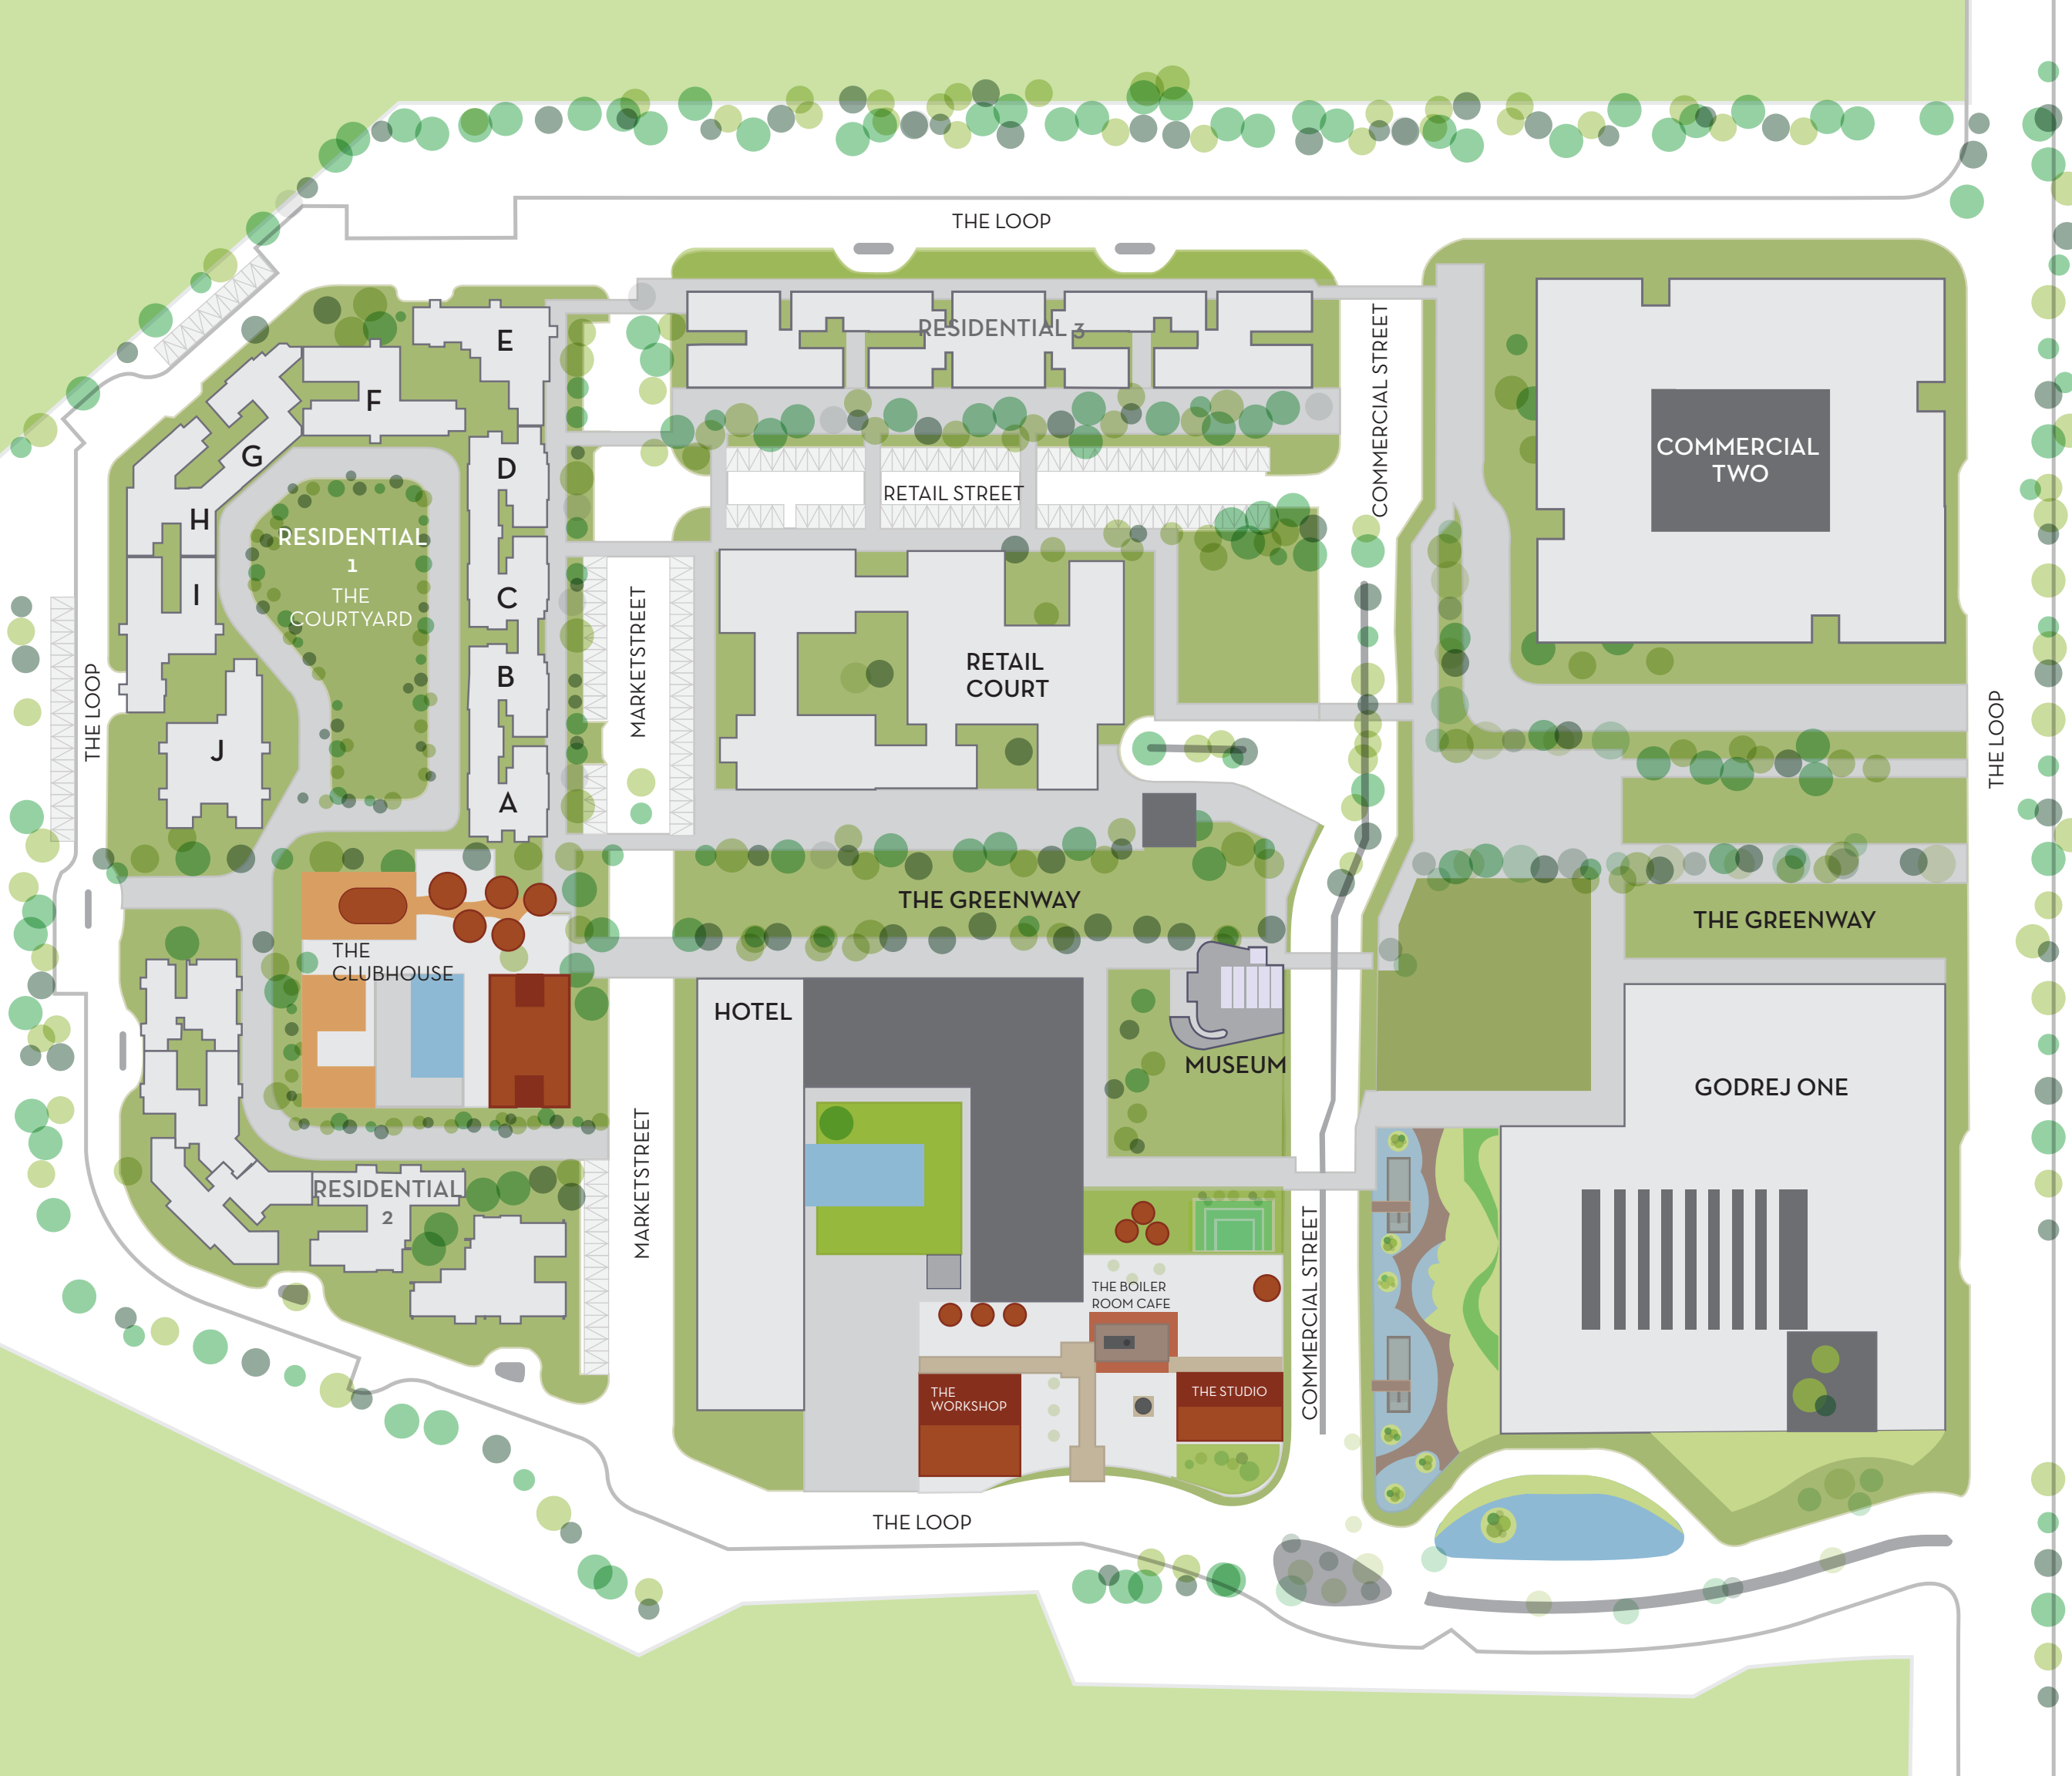 THE LOOP
COMMERCIAL STREET
RESIDENTIAL 3
E
F
G
D
H
I
C
B
J
A
RESIDENTIAL
1
THE
COURTYARD
RETAIL STREET
COMMERCIAL
TWO
MARKETSTREET
RETAIL
COURT
THE LOOP
THE LOOP
THE GREENWAY
THE GREENWAY
THE
CLUBHOUSE
HOTEL
MUSEUM
GODREJ ONE
MARKETSTREET
RESIDENTIAL
2
COMMERCIAL STREET
THE BOILER
ROOM CAFE
THE
WORKSHOP
THE STUDIO
THE LOOP